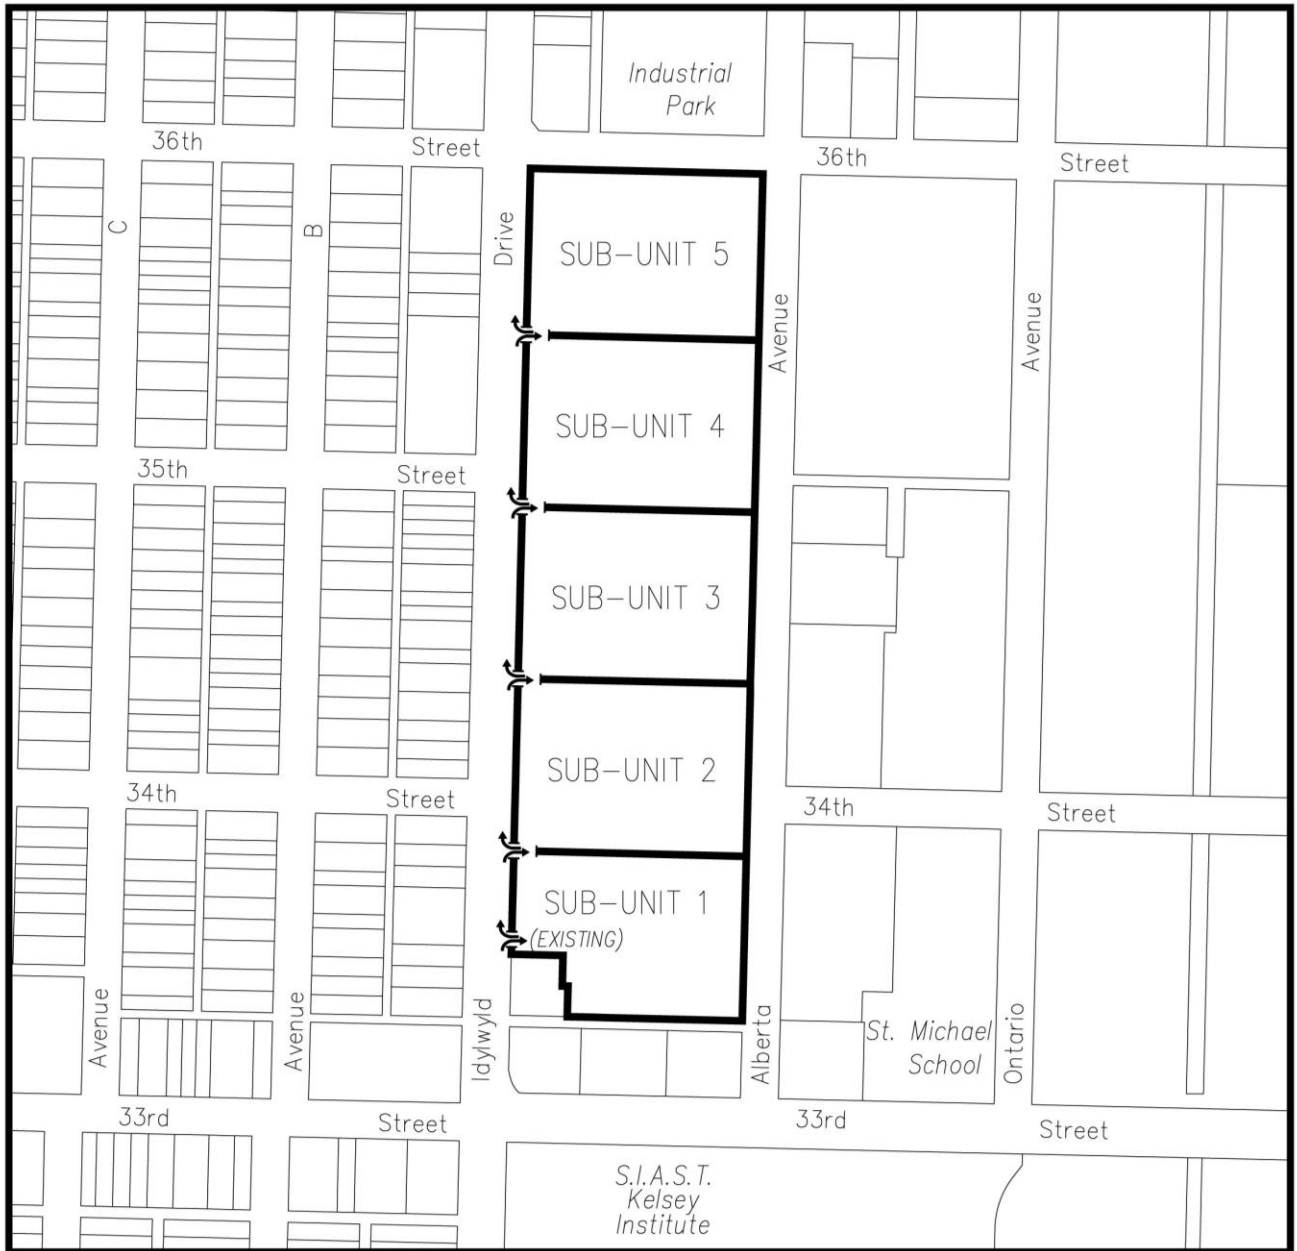 Industrial
Park
36th
Street
36th
Street
C
B
Drive
SUB-UNIT 5
Avenue
Avenue
SUB-UNIT 4
35th
Street
SUB-UNIT 3
SUB-UNIT 2
34th
Street
34th
Street
SUB-UNIT 1
(EXISTING)
Avenue
Avenue
Idylwyld
Alberta
St. Michael
School
Ontario
33rd
Street
33rd
Street
S.I.A.S.T.
Kelsey
Institute